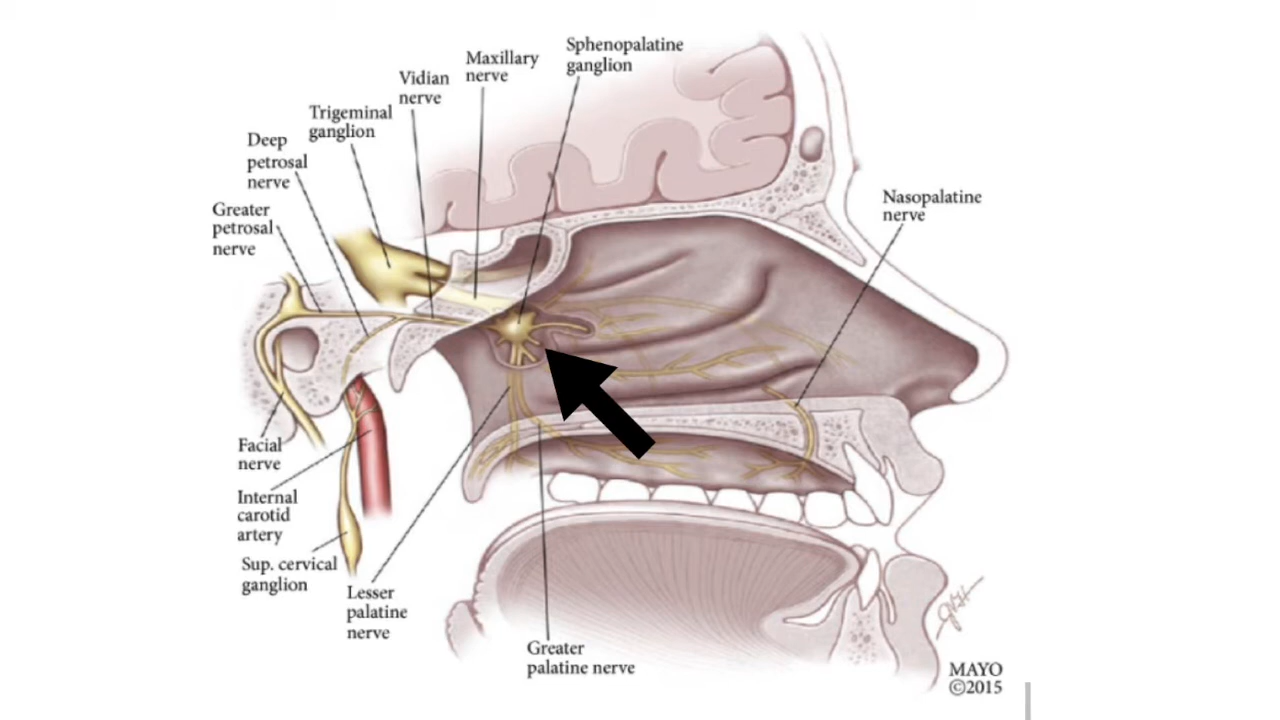 Sphenopalatine
ganglion
Maxillary
nerve
Vidian
nerve
Trigeminal
ganglion
Deep
petrosal
nerve
Greater
petrosal
nerve
Nasopalatine
nerve
Facial
nerve
Internal
carotid
artery
Sup. cervical
ganglion
Lesser
palatine
nerve
Greater
palatine nerve
MAYO
©2015